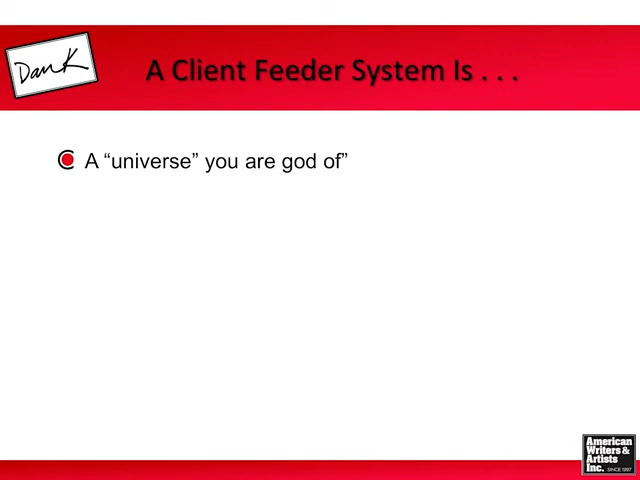 Dan K
A Client Feeder System Is . . .
A “universe” you are god of”
American
Writers &
Artists
Inc. SINCE 1997